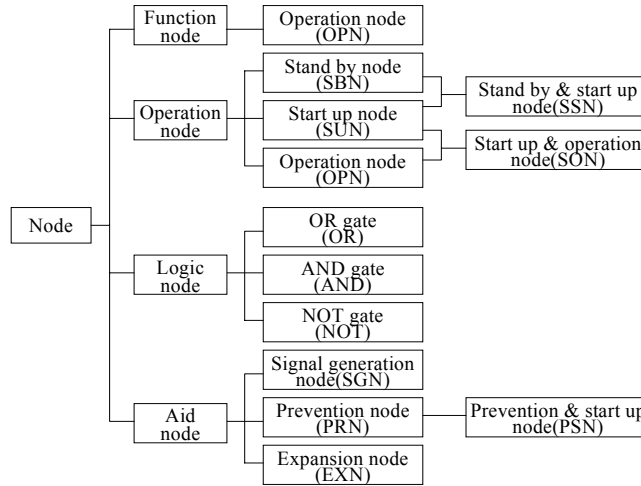 Function
node
Operation node
(OPN)
Stand by node
(SBN)
Operation
node
Start up node
(SUN)
Operation node
(OPN)
Stand by & start up
node(SSN)
Start up & operation
node(SON)
Node
Logic
node
OR gate
(OR)
AND gate
(AND)
NOT gate
(NOT)
Aid
node
Signal generation
node(SGN)
Prevention node
(PRN)
Expansion node
(EXN)
Prevention & start up
node(PSN)